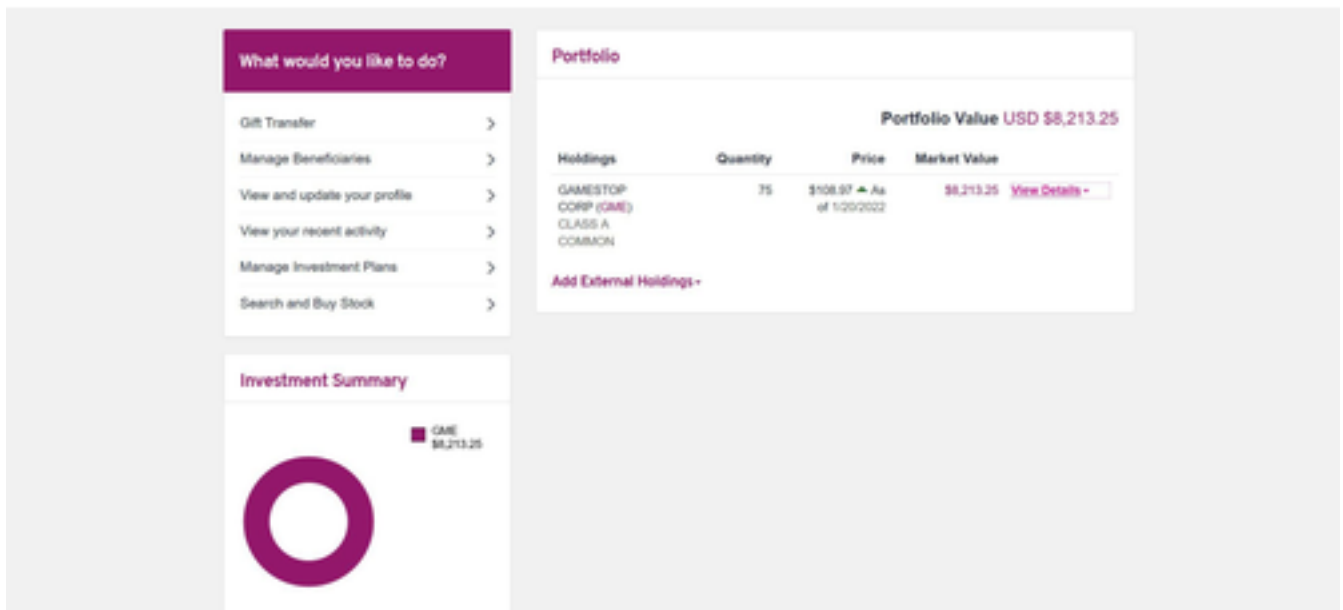 What would you like to do?
Gift Transfer
Manage Beneficiaries
View and update your profile
View your recent activity
Manage Investment Plans
Search and Buy Stock
Portfolio
Portfolio Value USD $8,213.25
Holdings Quantity Price Market Value
GAMESTOP 75 $108.97 As $8,213.25 View Details
CORP (GME) of 1/20/2022
CLASS A
COMMON
Add External Holdings
Investment Summary
GME
$8,213.25